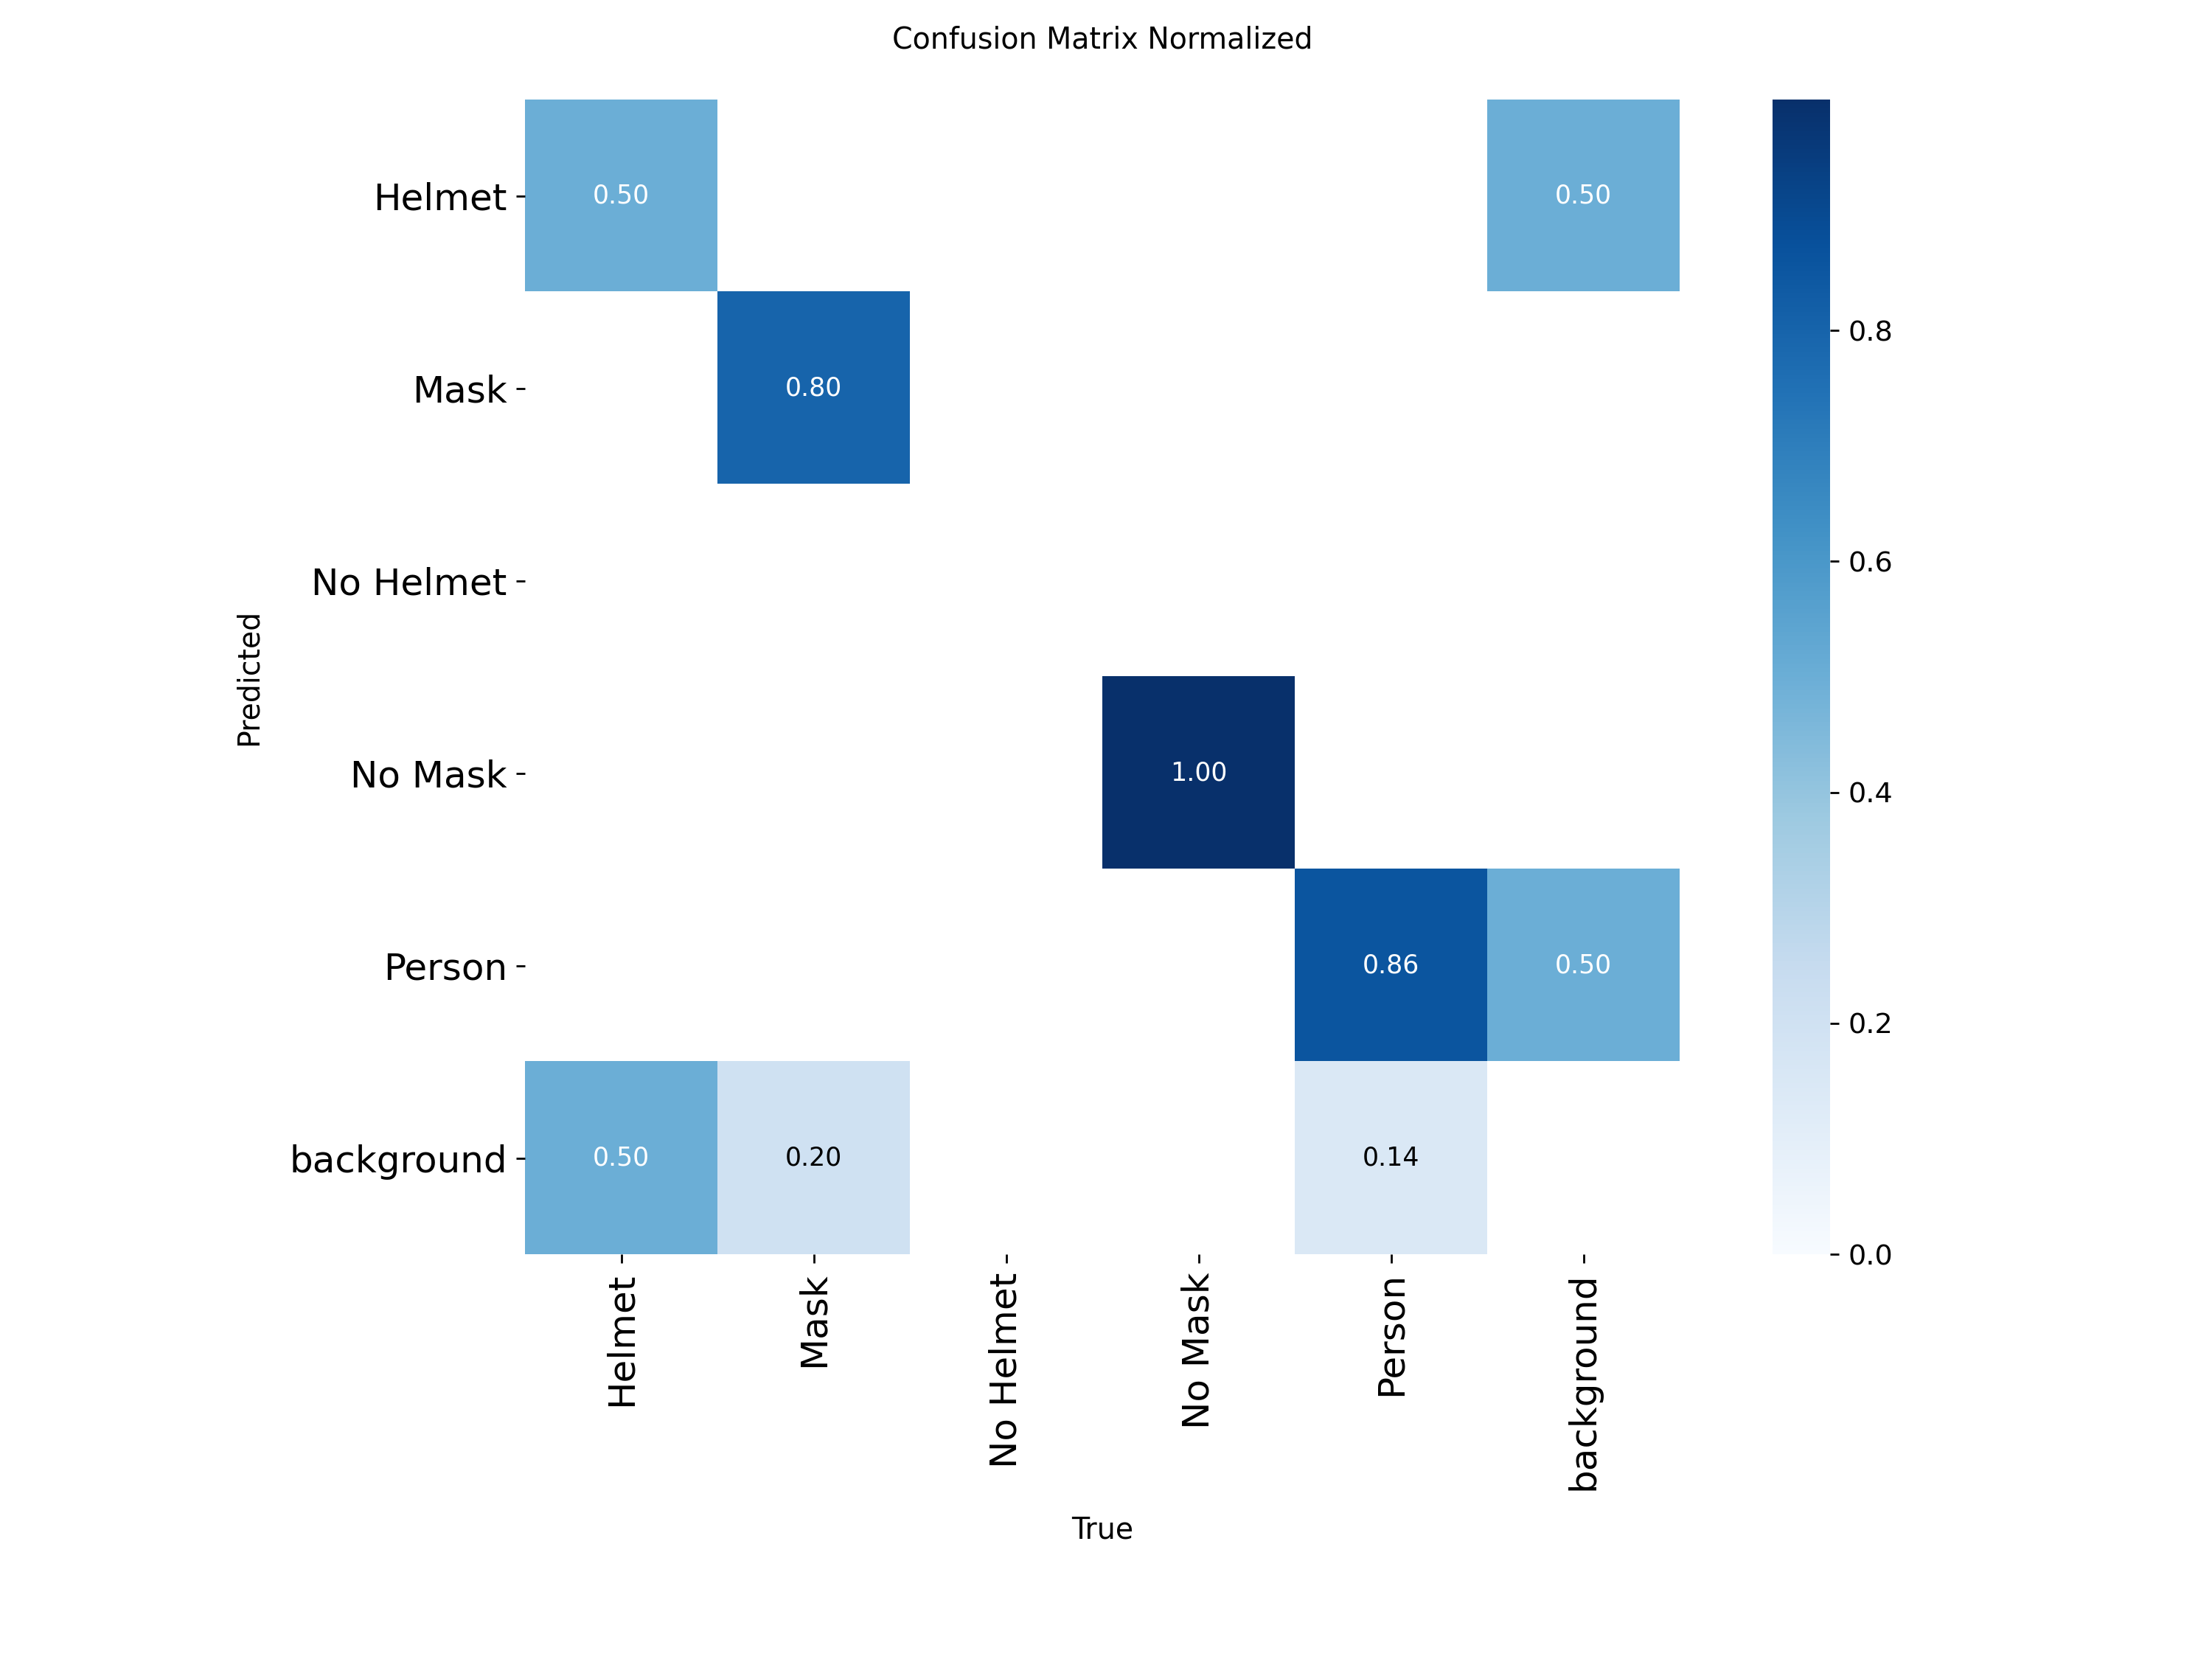 Confusion Matrix Normalized
Helmet
0.50
0.50
Mask
0.80
No Helmet
No Mask
1.00
Person
0.86
0.50
background
0.50
0.20
0.14
Predicted
Helmet
Mask
No Helmet
No Mask
Person
background
True
0.8
0.6
0.4
0.2
0.0